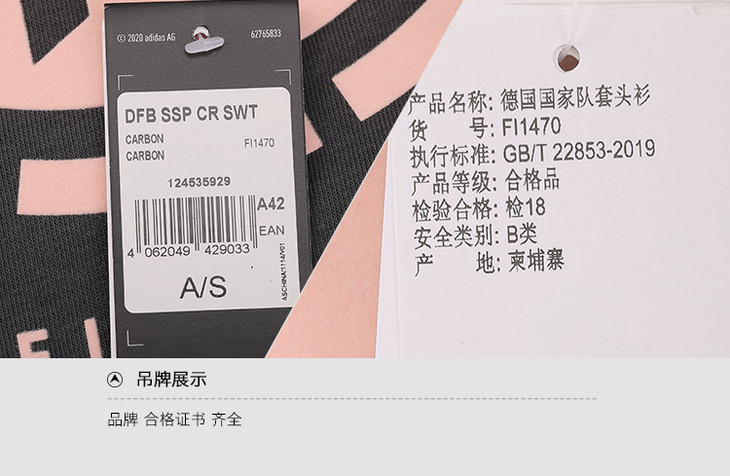 © 2020 adidas AG
62765833
DFB SSP CR SWT
CARBON
CARBON
FI1470
124535929
A42
EAN
4 062049 429033
A/S
ASCHINA/1114/V01
FI
产品名称: 德国国家队套头衫
货 号: FI1470
执行标准: GB/T 22853-2019
产品等级: 合格品
检验合格: 检18
安全类别: B类
产 地: 柬埔寨
吊牌展示
品牌 合格证书 齐全